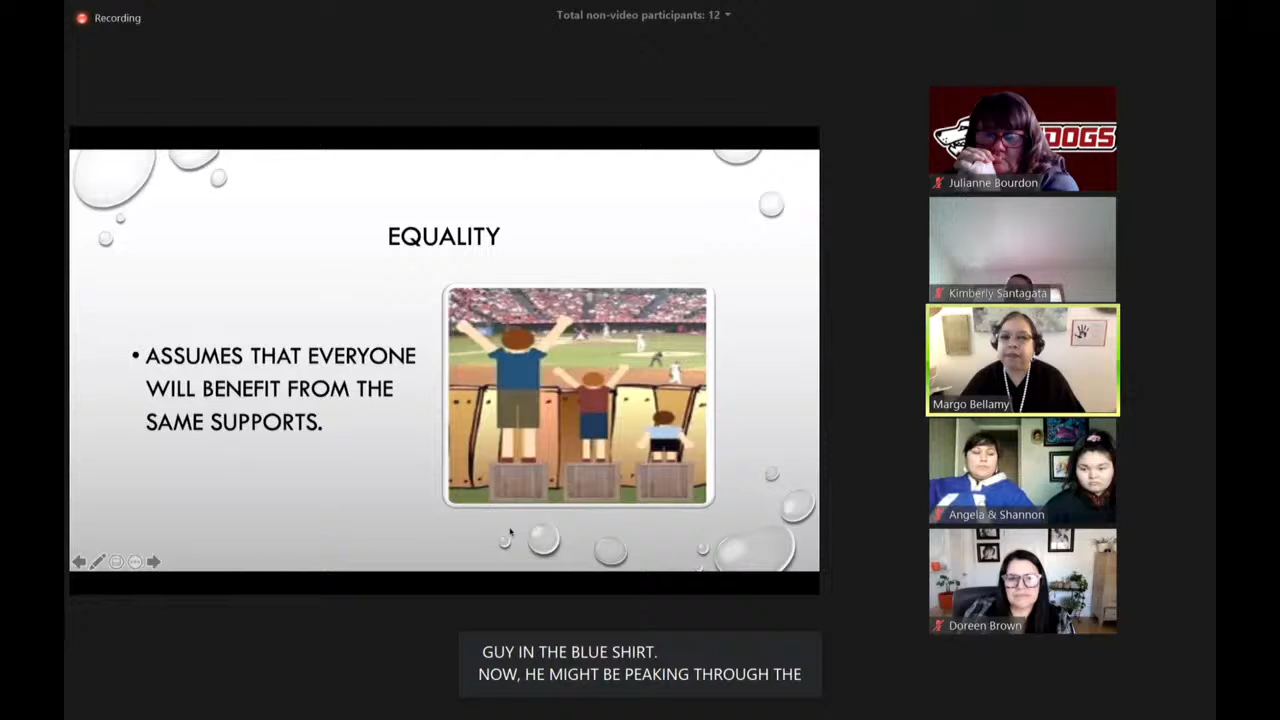 Recording
Total non-video participants: 12
EQUALITY
• ASSUMES THAT EVERYONE
WILL BENEFIT FROM THE
SAME SUPPORTS.
DOGS
Julianne Bourdon
Kimberly Santagata
Margo Bellamy
Angela & Shannon
Doreen Brown
GUY IN THE BLUE SHIRT.
NOW, HE MIGHT BE PEAKING THROUGH THE